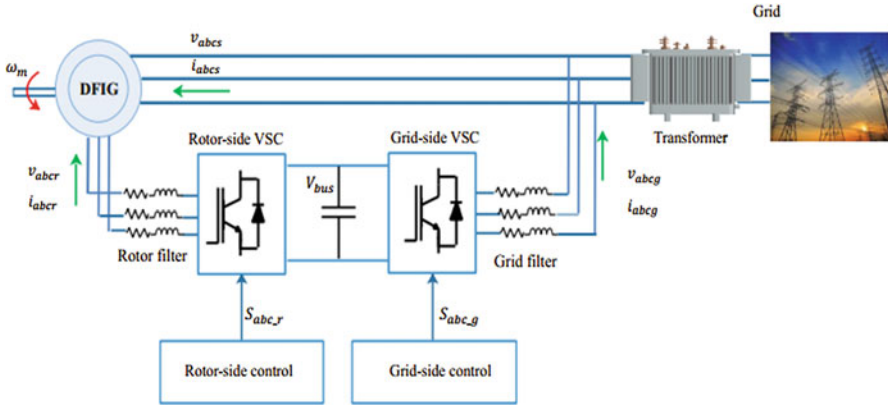 Grid
v_abcs
ω_m
i_abcs
DFIG
Transformer
Rotor-side VSC
Grid-side VSC
v_abcr
V_bus
v_abcg
i_abcr
i_abcg
Rotor filter
Grid filter
S_abc_r
S_abc_g
Rotor-side control
Grid-side control